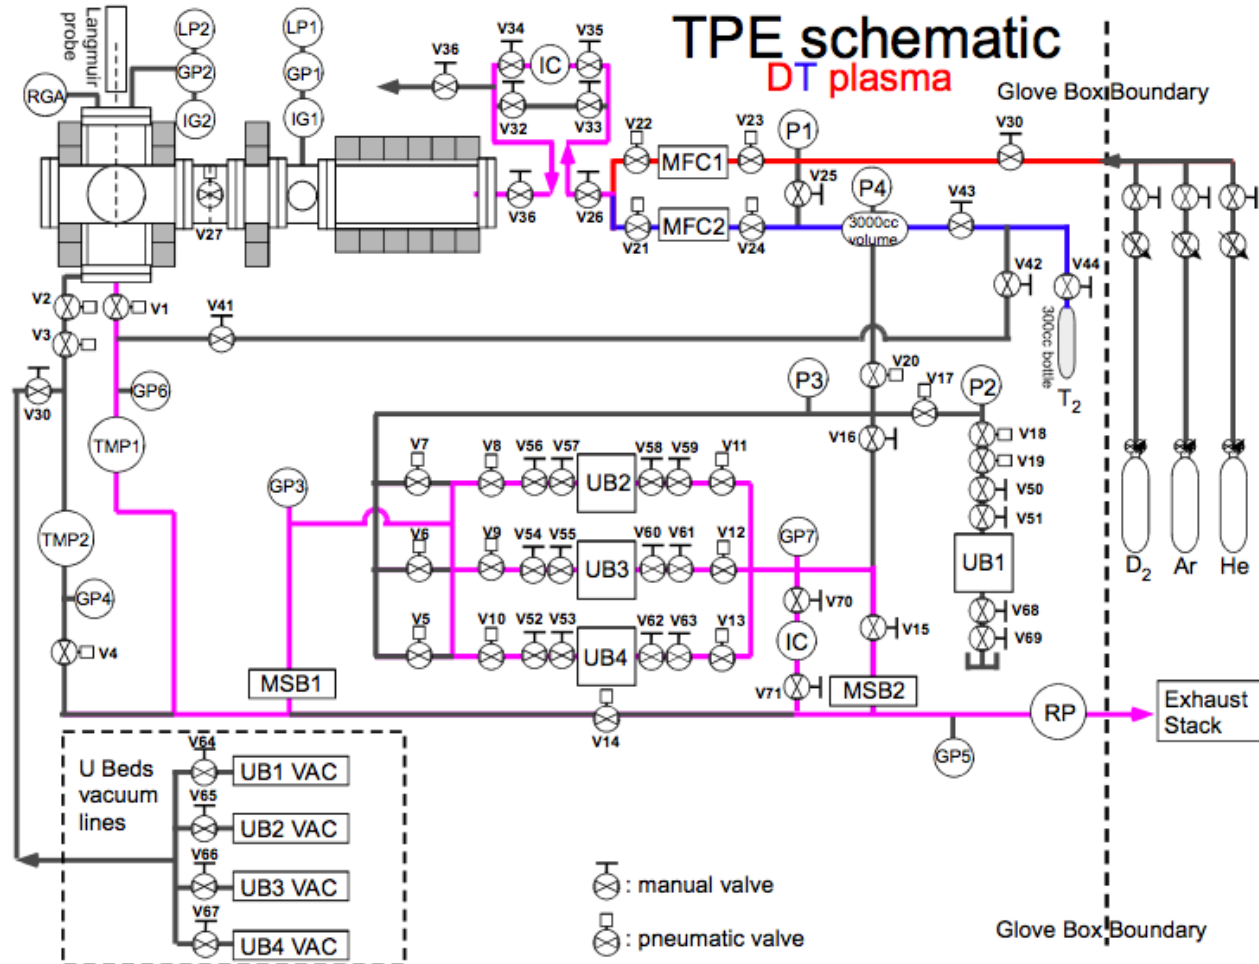 TPE schematic
DT plasma
Langmuir
probe
LP2
LP1
GP2
GP1
RGA
IG2
IG1
V27
V36
V34
IC
V35
V32
V33
V36
V26
V22
MFC1
V23
P1
V25
V30
Glove Box Boundary
V21
MFC2
V24
P4
3000cc
volume
V43
V42
V44
300cc bottle
T2
V2
V1
V3
V41
V30
GP6
TMP1
TMP2
GP4
V4
P3
V20
V17
P2
V16
V18
V19
V50
V51
UB1
V68
V69
D2
Ar
He
GP3
V7
V8
V56
V57
UB2
V58
V59
V11
V6
V9
V54
V55
UB3
V60
V61
V12
GP7
V5
V10
V52
V53
UB4
V62
V63
V13
V70
IC
V71
V15
MSB1
MSB2
V14
GP5
RP
Exhaust
Stack
U Beds
vacuum
lines
V64
UB1 VAC
V65
UB2 VAC
V66
UB3 VAC
V67
UB4 VAC
: manual valve
: pneumatic valve
Glove Box Boundary